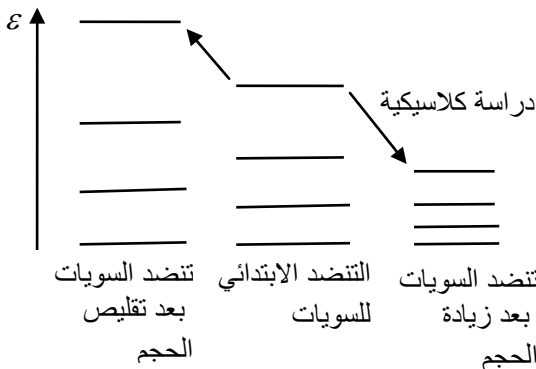 ε
دراسة كلاسيكية
تنضد السويات
بعد زيادة
الحجم
التنضد الابتدائي
للسويات
تنضد السويات
بعد تقليص
الحجم